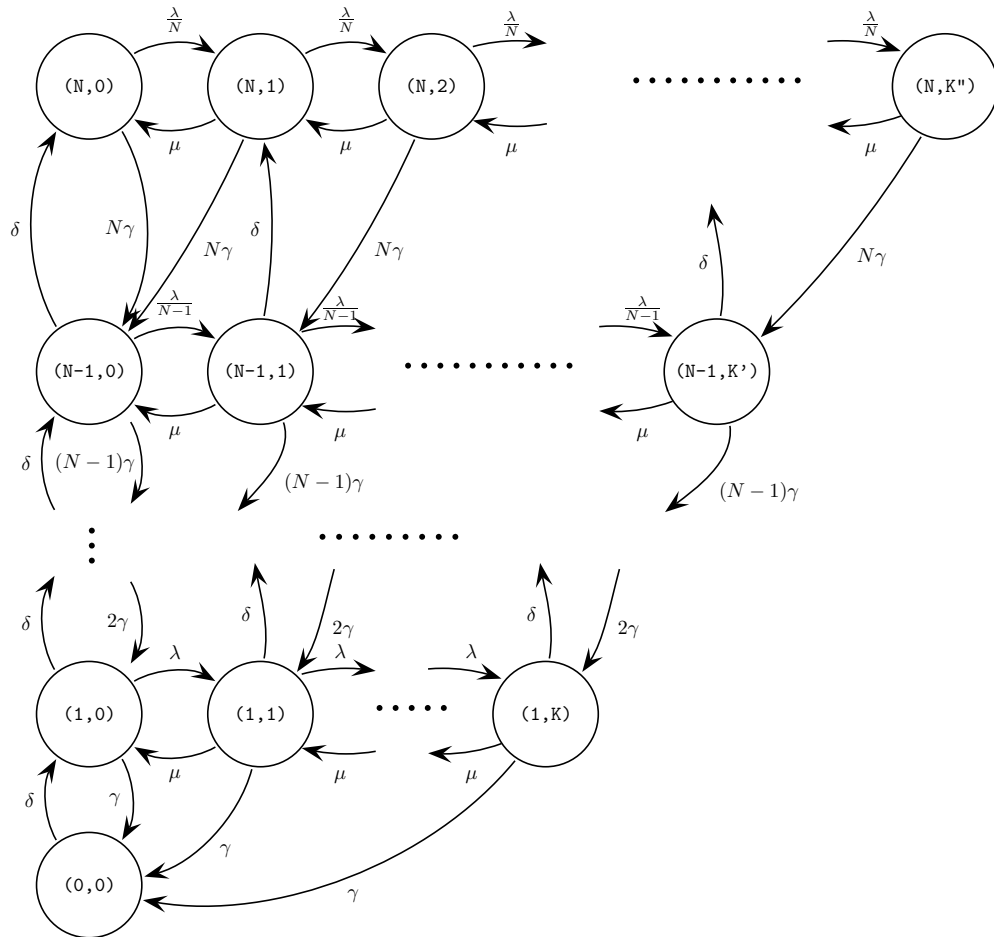 λ/N λ/N λ/N λ/N
(N,0) (N,1) (N,2) (N,K")
μ μ μ μ
δ Nγ Nγ δ Nγ δ Nγ
λ/N−1 λ/N−1 λ/N−1
(N-1,0) (N-1,1) (N-1,K')
μ μ μ
δ (N − 1)γ (N − 1)γ (N − 1)γ
δ 2γ δ 2γ δ 2γ
λ λ λ
(1,0) (1,1) (1,K)
μ μ μ
δ γ γ γ
(0,0)